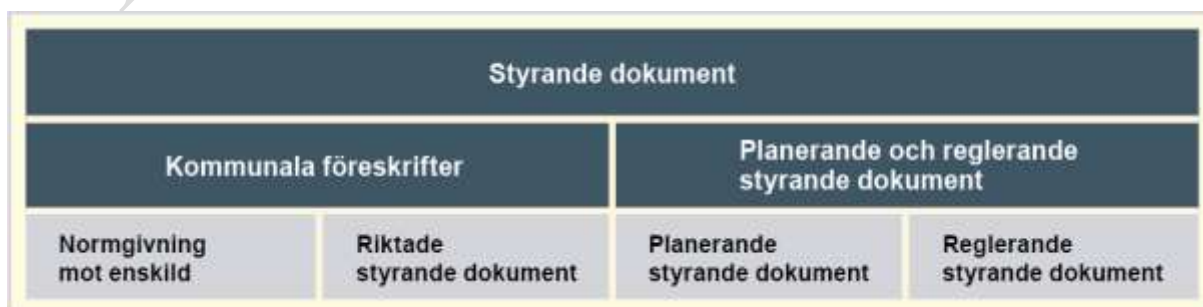 Styrande dokument
Kommunala föreskrifter
Planerande och reglerande
styrande dokument
Normgivning
mot enskild
Riktade
styrande dokument
Planerande
styrande dokument
Reglerande
styrande dokument